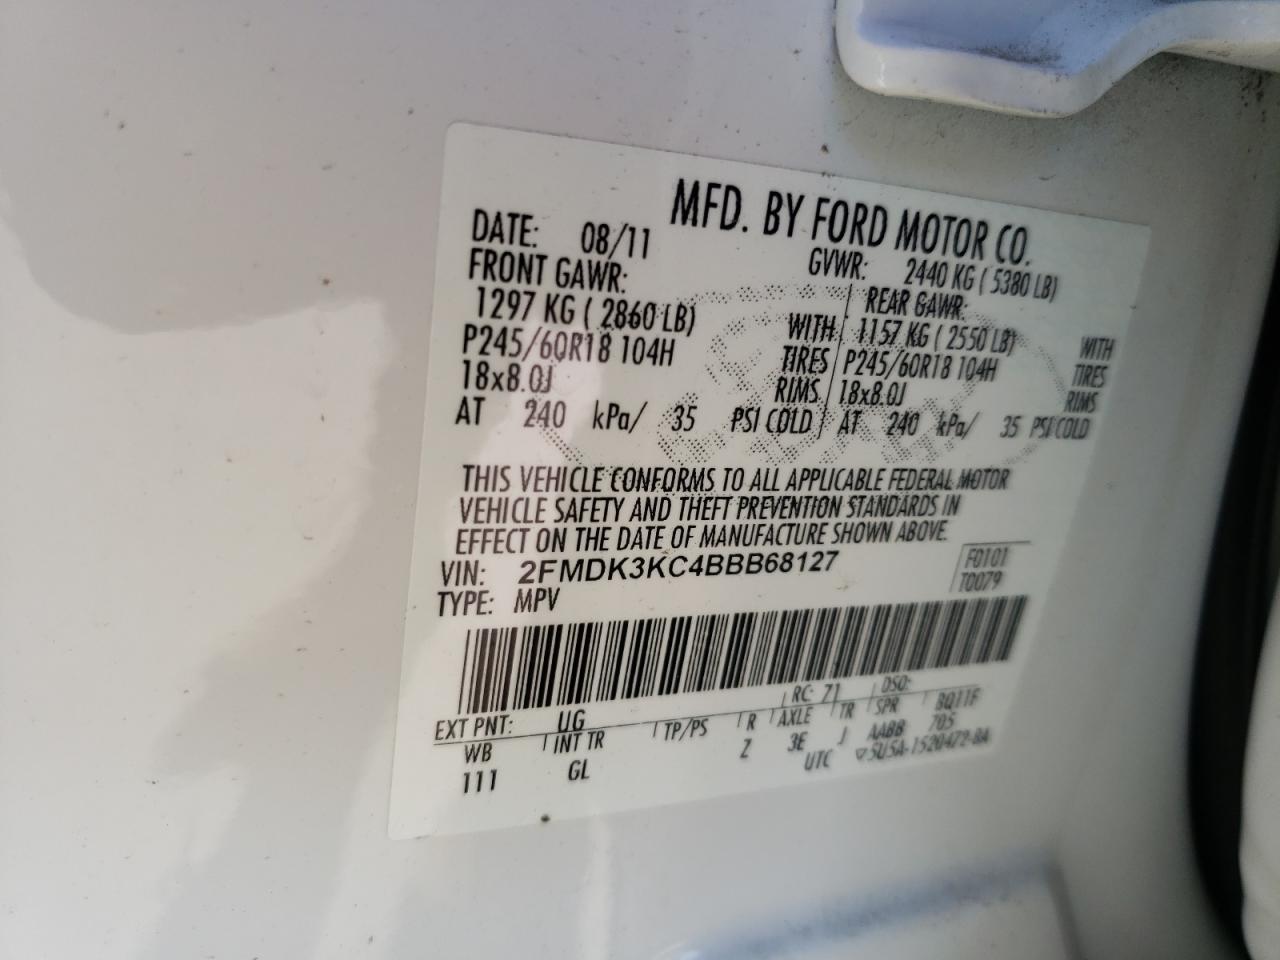 MFD. BY FORD MOTOR CO.
DATE: 08/11 GVWR: 2440 KG ( 5380 LB)
FRONT GAWR: REAR GAWR:
1297 KG ( 2860 LB) WITH 1157 KG ( 2550 LB) WITH
P245/60R18 104H TIRES P245/60R18 104H TIRES
18x8.0J RIMS 18x8.0J RIMS
AT 240 kPa/ 35 PSI COLD AT 240 kPa/ 35 PSI COLD
THIS VEHICLE CONFORMS TO ALL APPLICABLE FEDERAL MOTOR
VEHICLE SAFETY AND THEFT PREVENTION STANDARDS IN
EFFECT ON THE DATE OF MANUFACTURE SHOWN ABOVE.
VIN: 2FMDK3KC4BBB68127 F0101
TYPE: MPV T0079
EXT PNT: UG RC: 71 DSO:
WB INT TR TP/PS R AXLE TR SPR BQ11F
111 GL Z 3E J AABB 705
UTC ▽5U5A-1520472-BA